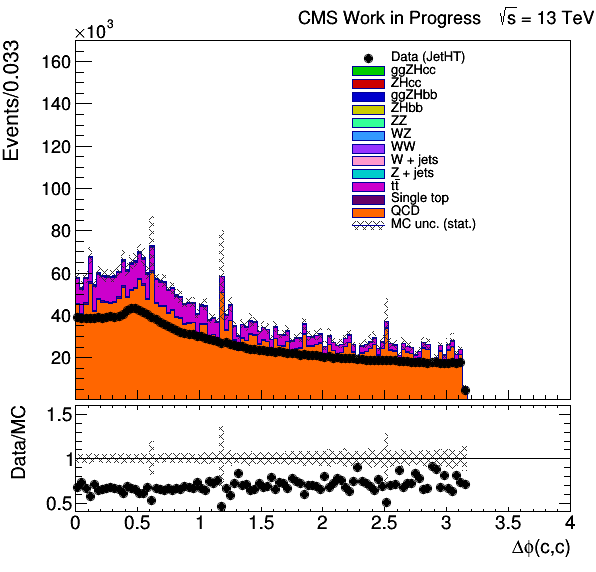 CMS Work in Progress √s = 13 TeV
×10³
Events/0.033
160
140
120
100
80
60
40
20
Data (JetHT)
ggZHcc
ZHcc
ggZHbb
ZHbb
ZZ
WZ
WW
W + jets
Z + jets
tt̄
Single top
QCD
MC unc. (stat.)
Data/MC
1.5
1
0.5
0 0.5 1 1.5 2 2.5 3 3.5 4
Δϕ(c,c)